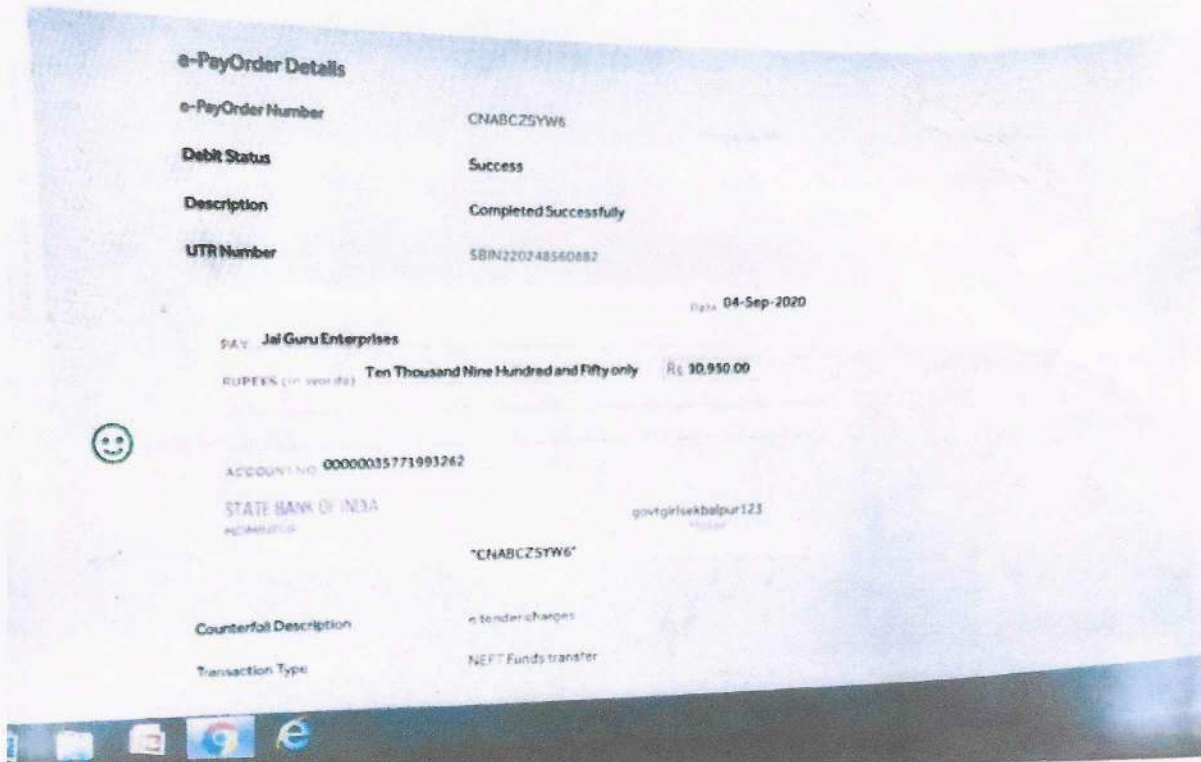 e-PayOrder Details
e-PayOrder Number CNABCZSYW6
Debit Status Success
Description Completed Successfully
UTR Number SBIN220248560882
Date 04-Sep-2020
PAY Jai Guru Enterprises
RUPEES (in words) Ten Thousand Nine Hundred and Fifty only Rs 10,950.00
ACCOUNT NO 00000035771993262
STATE BANK OF INDIA govtgirlsekbalpur123
"CNABCZSYW6"
Counterfoil Description e tender charges
Transaction Type NEFT Funds transfer